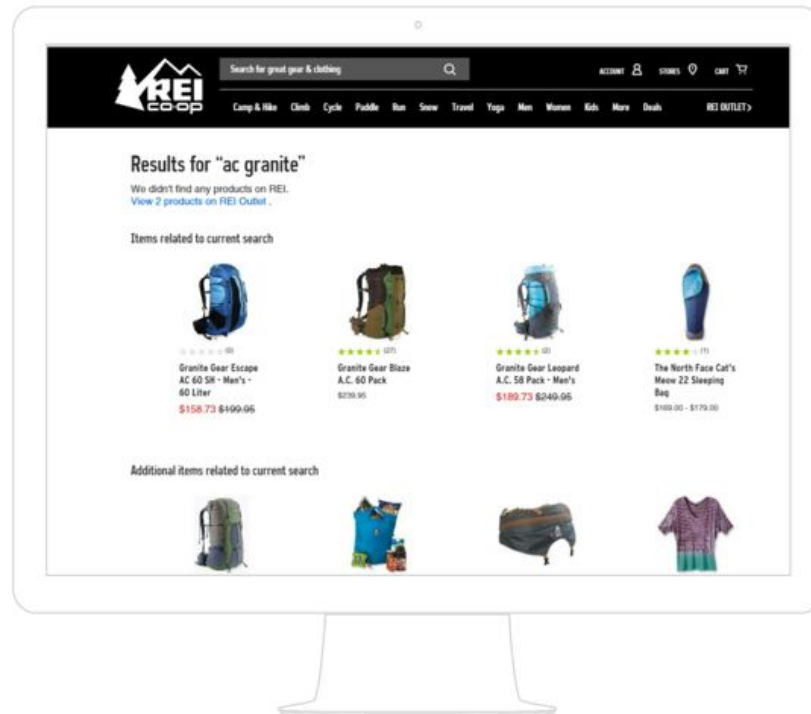 REI
CO·OP
Search for great gear & clothing
ACCOUNT STORES CART
Camp & Hike Climb Cycle Paddle Run Snow Travel Yoga Men Women Kids More Deals REI OUTLET >
Results for “ac granite”
We didn't find any products on REI.
View 2 products on REI Outlet .
Items related to current search
(0)
Granite Gear Escape
AC 60 SH - Men's -
60 Liter
$158.73 $199.95
(27)
Granite Gear Blaze
A.C. 60 Pack
$239.95
(2)
Granite Gear Leopard
A.C. 58 Pack - Men's
$189.73 $249.95
(1)
The North Face Cat's
Meow 22 Sleeping
Bag
$169.00 - $179.00
Additional items related to current search